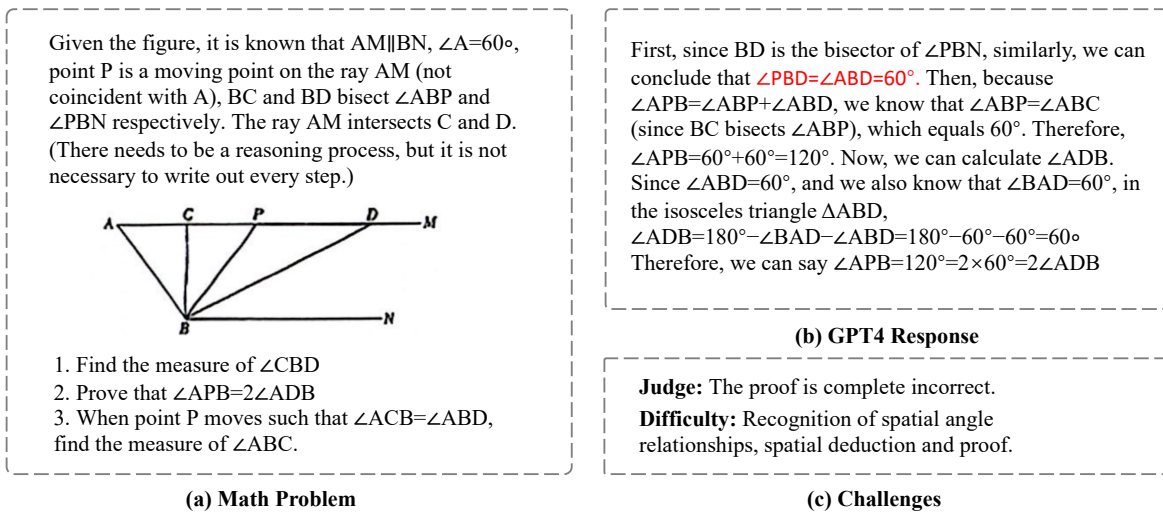 Given the figure, it is known that AM∥BN, ∠A=60∘,
point P is a moving point on the ray AM (not
coincident with A), BC and BD bisect ∠ABP and
∠PBN respectively. The ray AM intersects C and D.
(There needs to be a reasoning process, but it is not
necessary to write out every step.)
A C P D M
B N
1. Find the measure of ∠CBD
2. Prove that ∠APB=2∠ADB
3. When point P moves such that ∠ACB=∠ABD,
find the measure of ∠ABC.
(a) Math Problem
First, since BD is the bisector of ∠PBN, similarly, we can
conclude that ∠PBD=∠ABD=60°. Then, because
∠APB=∠ABP+∠ABD, we know that ∠ABP=∠ABC
(since BC bisects ∠ABP), which equals 60°. Therefore,
∠APB=60°+60°=120°. Now, we can calculate ∠ADB.
Since ∠ABD=60°, and we also know that ∠BAD=60°, in
the isosceles triangle ΔABD,
∠ADB=180°−∠BAD−∠ABD=180°−60°−60°=60∘
Therefore, we can say ∠APB=120°=2×60°=2∠ADB
(b) GPT4 Response
Judge: The proof is complete incorrect.
Difficulty: Recognition of spatial angle
relationships, spatial deduction and proof.
(c) Challenges